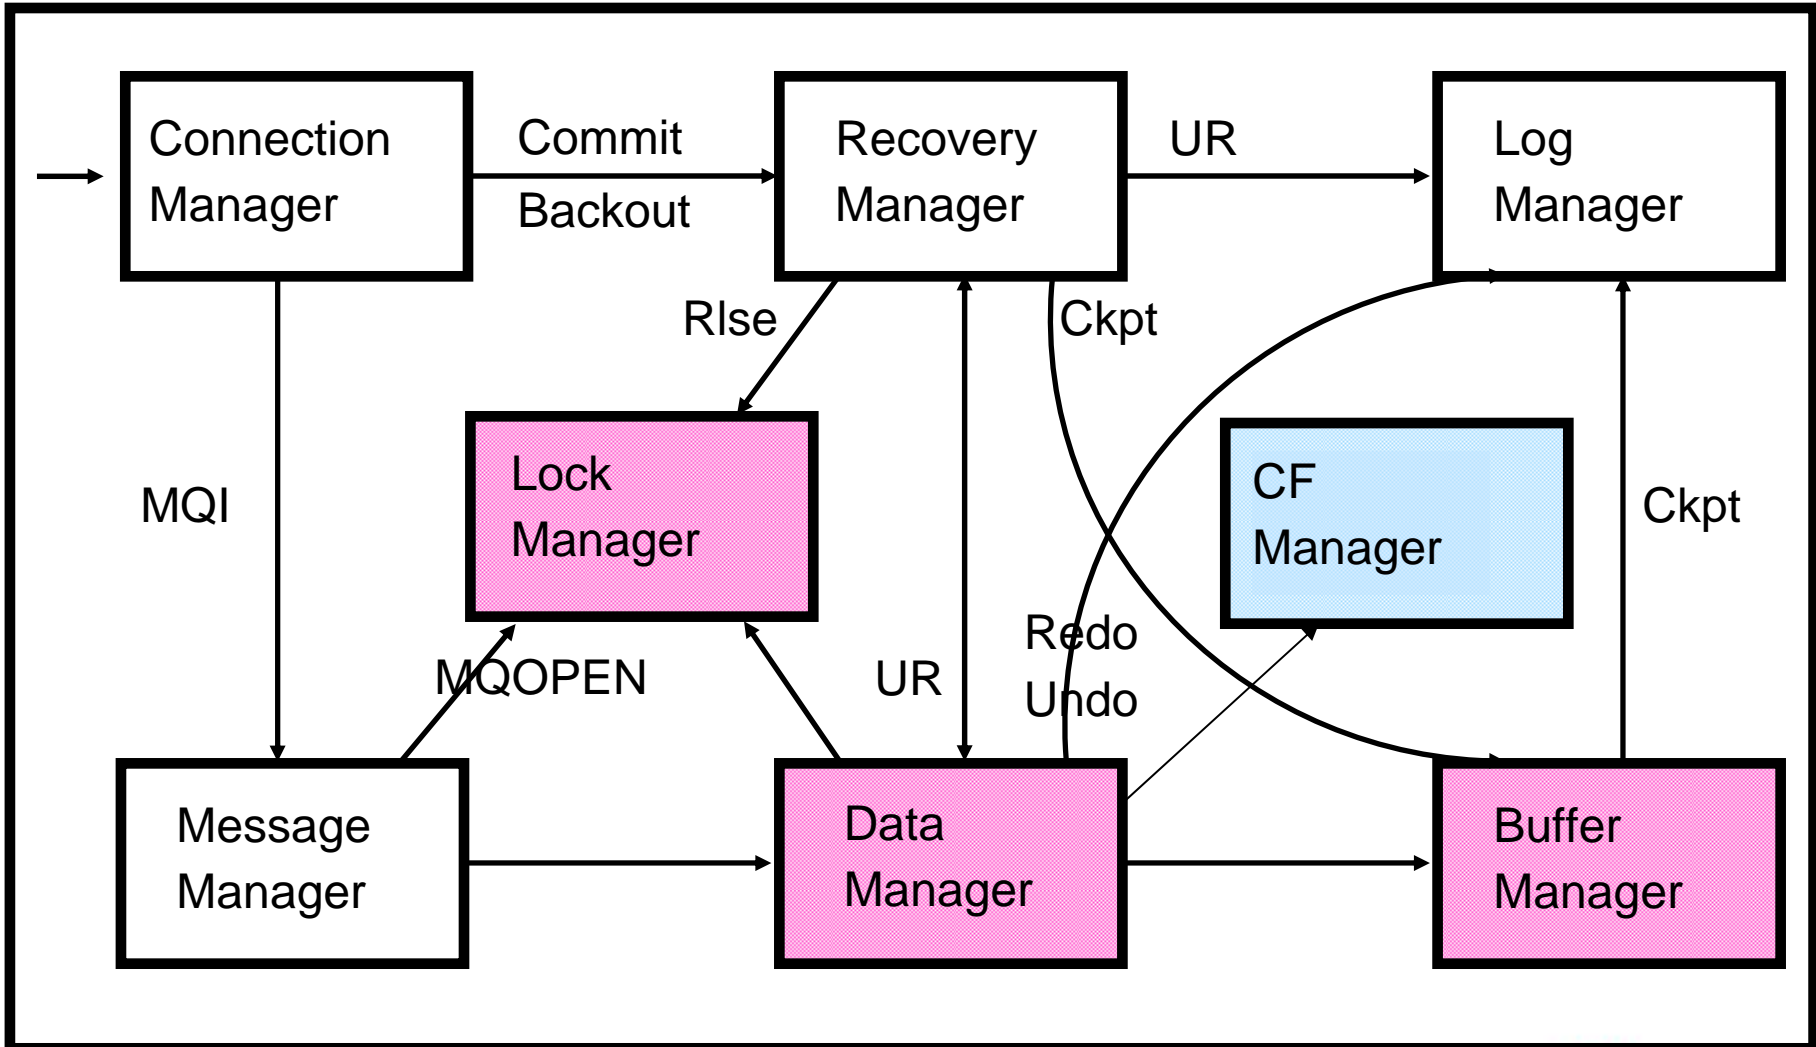 Connection
Manager
Commit
Backout
Recovery
Manager
UR
Log
Manager
Rlse
Ckpt
MQI
Lock
Manager
CF
Manager
Ckpt
MQOPEN
UR
Redo
Undo
Message
Manager
Data
Manager
Buffer
Manager